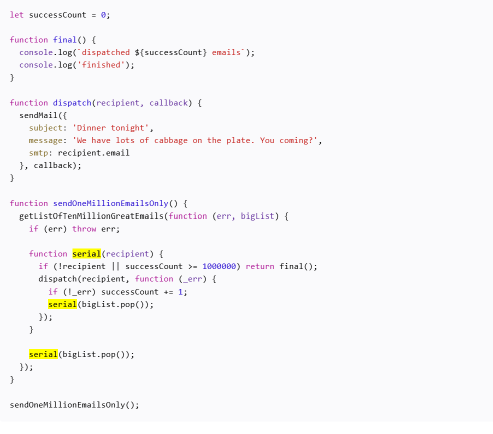 let successCount = 0;

function final() {
  console.log(`dispatched ${successCount} emails`);
  console.log('finished');
}

function dispatch(recipient, callback) {
  sendMail({
    subject: 'Dinner tonight',
    message: 'We have lots of cabbage on the plate. You coming?',
    smtp: recipient.email
  }, callback);
}

function sendOneMillionEmailsOnly() {
  getListOfTenMillionGreatEmails(function (err, bigList) {
    if (err) throw err;

    function serial(recipient) {
      if (!recipient || successCount >= 1000000) return final();
      dispatch(recipient, function (_err) {
        if (!_err) successCount += 1;
        serial(bigList.pop());
      });
    }

    serial(bigList.pop());
  });
}

sendOneMillionEmailsOnly();